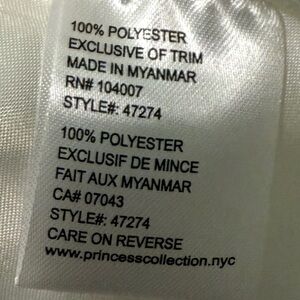 100% POLYESTER
EXCLUSIVE OF TRIM
MADE IN MYANMAR
RN# 104007
STYLE#: 47274
100% POLYESTER
EXCLUSIF DE MINCE
FAIT AUX MYANMAR
CA# 07043
STYLE#: 47274
CARE ON REVERSE
www.princesscollection.nyc